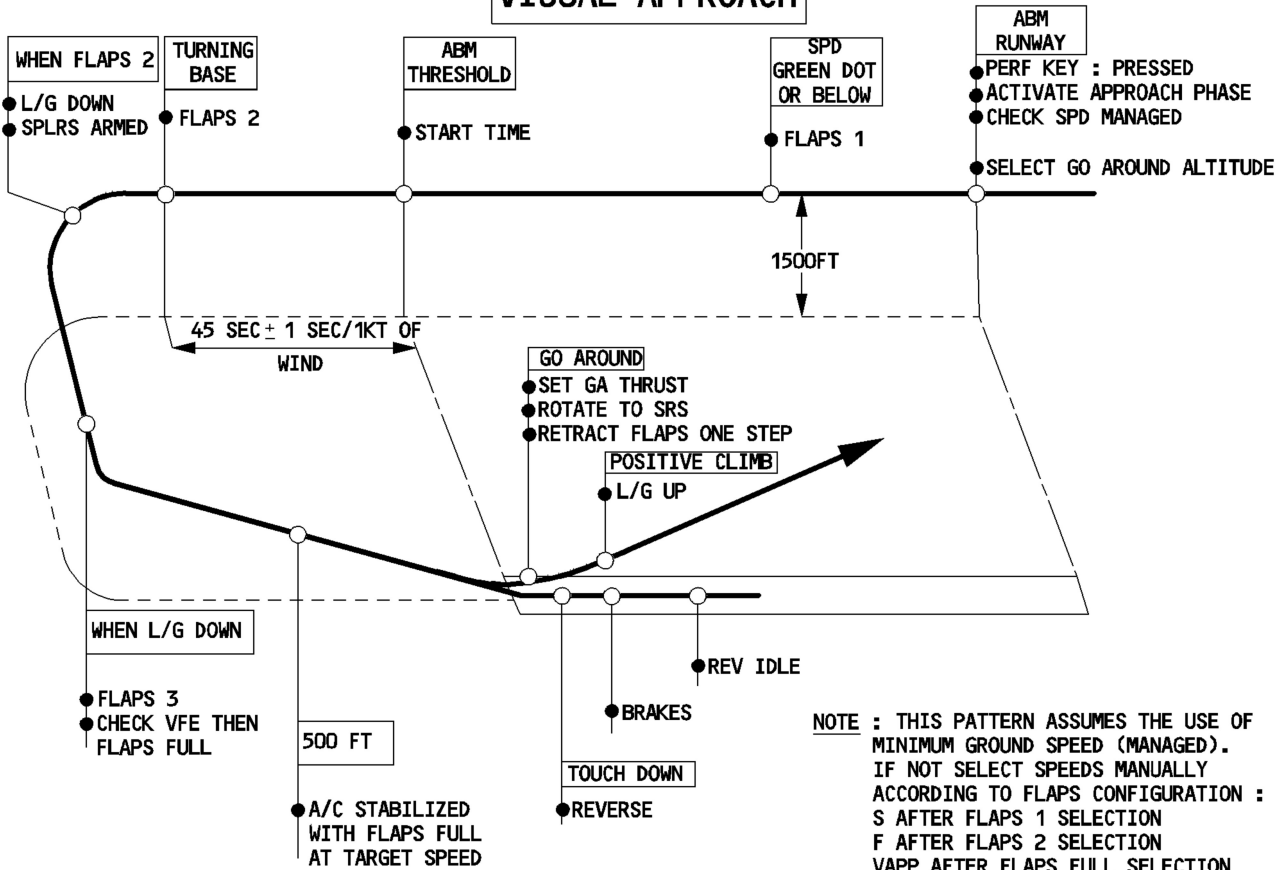 VISUAL APPROACH
WHEN FLAPS 2
L/G DOWN
SPLRS ARMED
TURNING
BASE
FLAPS 2
ABM
THRESHOLD
START TIME
SPD
GREEN DOT
OR BELOW
FLAPS 1
ABM
RUNWAY
PERF KEY : PRESSED
ACTIVATE APPROACH PHASE
CHECK SPD MANAGED
SELECT GO AROUND ALTITUDE
1500FT
45 SEC ± 1 SEC/1KT OF
WIND
GO AROUND
SET GA THRUST
ROTATE TO SRS
RETRACT FLAPS ONE STEP
POSITIVE CLIMB
L/G UP
WHEN L/G DOWN
FLAPS 3
CHECK VFE THEN
FLAPS FULL
500 FT
A/C STABILIZED
WITH FLAPS FULL
AT TARGET SPEED
TOUCH DOWN
REVERSE
BRAKES
REV IDLE
NOTE : THIS PATTERN ASSUMES THE USE OF
MINIMUM GROUND SPEED (MANAGED).
IF NOT SELECT SPEEDS MANUALLY
ACCORDING TO FLAPS CONFIGURATION :
S AFTER FLAPS 1 SELECTION
F AFTER FLAPS 2 SELECTION
VAPP AFTER FLAPS FULL SELECTION